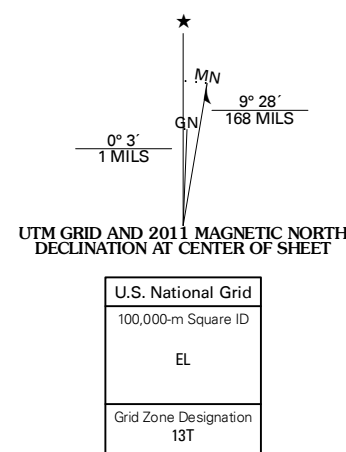 ★
MN
9° 28´
168 MILS
GN
0° 3´
1 MILS
UTM GRID AND 2011 MAGNETIC NORTH
DECLINATION AT CENTER OF SHEET
U.S. National Grid
100,000-m Square ID
EL
Grid Zone Designation
13T